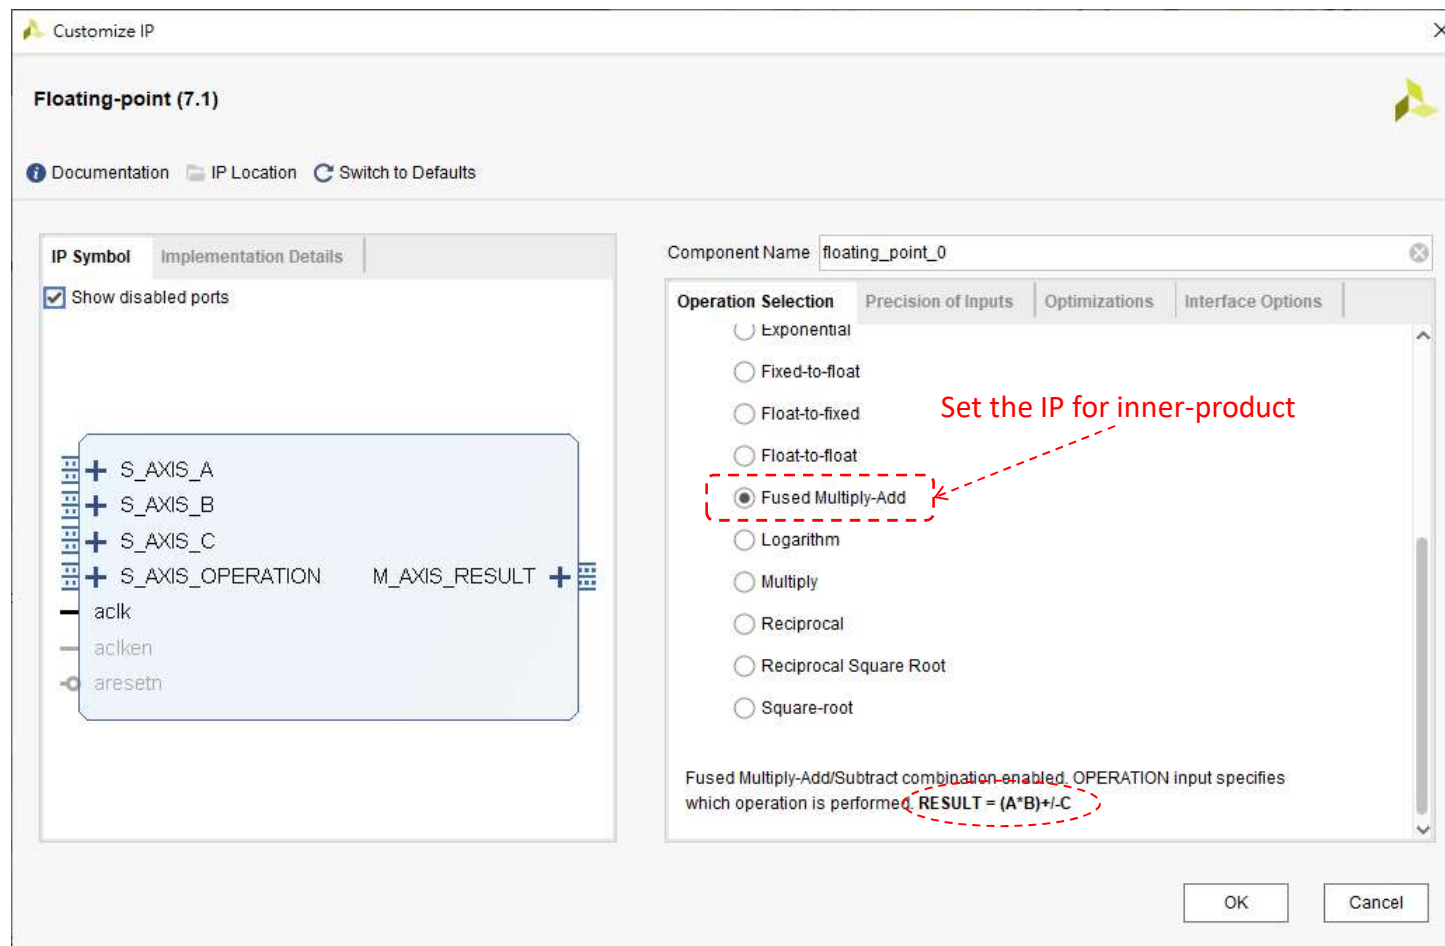 Customize IP
Floating-point (7.1)
Documentation IP Location Switch to Defaults
IP Symbol Implementation Details
Show disabled ports
S_AXIS_A
S_AXIS_B
S_AXIS_C
S_AXIS_OPERATION M_AXIS_RESULT
aclk
aclken
aresetn
Component Name floating_point_0
Operation Selection Precision of Inputs Optimizations Interface Options
Exponential
Fixed-to-float
Float-to-fixed
Set the IP for inner-product
Float-to-float
Fused Multiply-Add
Logarithm
Multiply
Reciprocal
Reciprocal Square Root
Square-root
Fused Multiply-Add/Subtract combination enabled. OPERATION input specifies
which operation is performed. RESULT = (A*B)+/-C
OK Cancel